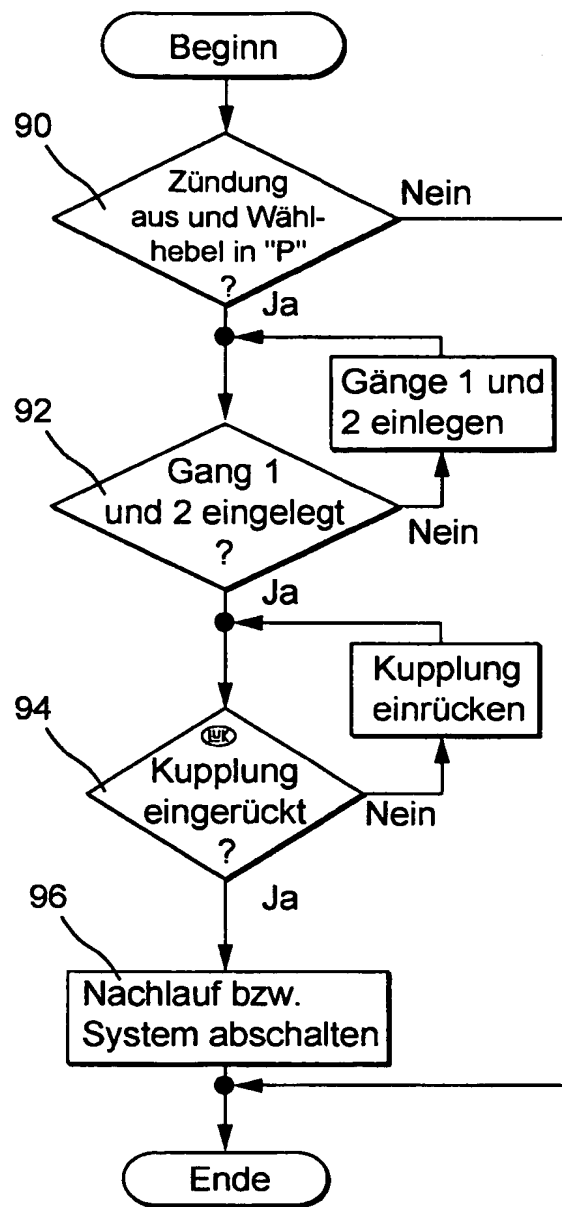 Beginn
90
Zündung
aus und Wähl-
hebel in "P"
?
Nein
Ja
Gänge 1 und
2 einlegen
92
Gang 1
und 2 eingelegt
?
Nein
Ja
Kupplung
einrücken
94
LuK
Kupplung
eingerückt
?
Nein
Ja
96
Nachlauf bzw.
System abschalten
Ende